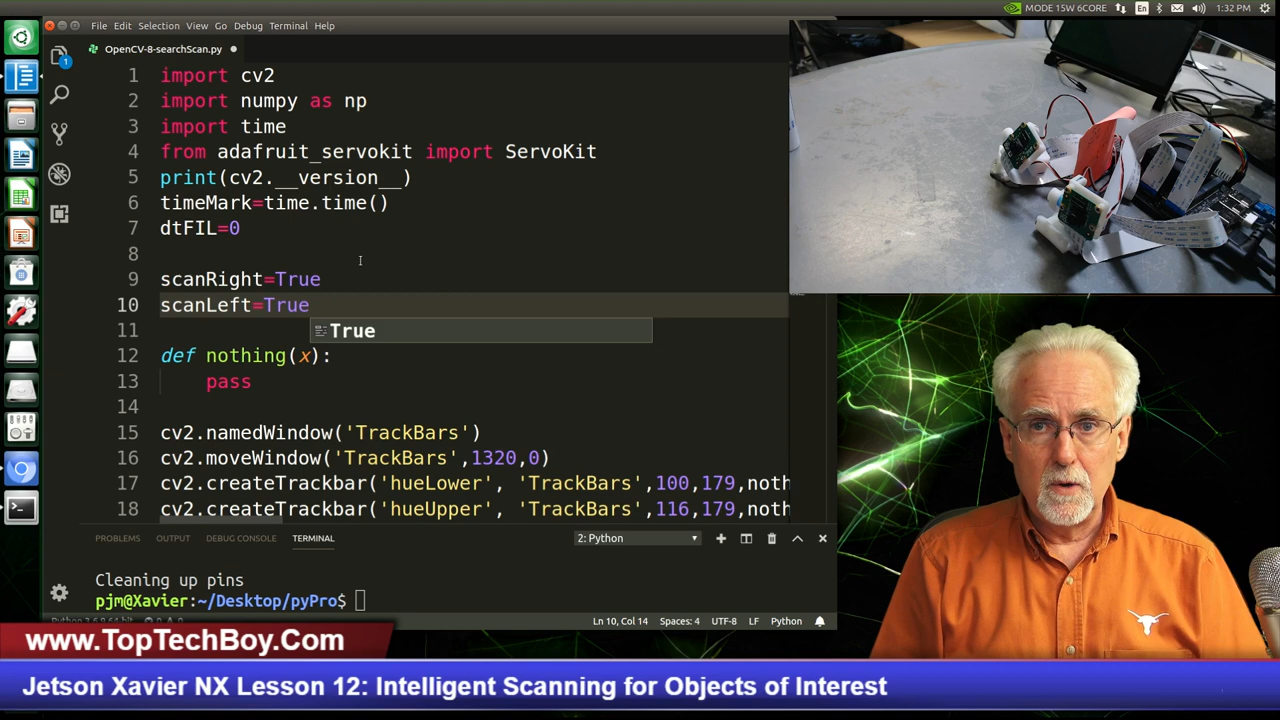 MODE 15W 6CORE En 1:32 PM
File Edit Selection View Go Debug Terminal Help
OpenCV-8-searchScan.py
1 import cv2
2 import numpy as np
3 import time
4 from adafruit_servokit import ServoKit
5 print(cv2.__version__)
6 timeMark=time.time()
7 dtFIL=0
8
9 scanRight=True
10 scanLeft=True
11 True
12 def nothing(x):
13 pass
14
15 cv2.namedWindow('TrackBars')
16 cv2.moveWindow('TrackBars',1320,0)
17 cv2.createTrackbar('hueLower', 'TrackBars',100,179,noth
18 cv2.createTrackbar('hueUpper', 'TrackBars',116,179,noth
PROBLEMS OUTPUT DEBUG CONSOLE TERMINAL 2: Python
Cleaning up pins
pjm@Xavier:~/Desktop/pyPro$
Ln 10, Col 14 Spaces: 4 UTF-8 LF Python
www.TopTechBoy.Com
Jetson Xavier NX Lesson 12: Intelligent Scanning for Objects of Interest